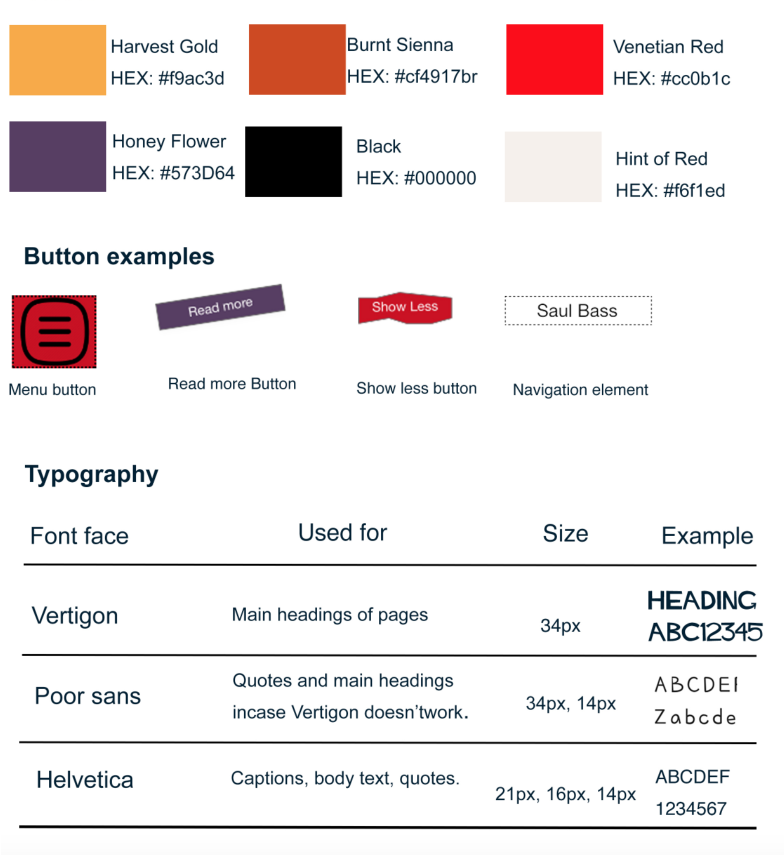 Harvest Gold
HEX: #f9ac3d
Burnt Sienna
HEX: #cf4917br
Venetian Red
HEX: #cc0b1c
Honey Flower
HEX: #573D64
Black
HEX: #000000
Hint of Red
HEX: #f6f1ed
Button examples
Read more
Show Less
Saul Bass
Menu button
Read more Button
Show less button
Navigation element
Typography
Font face
Used for
Size
Example
Vertigon
Main headings of pages
34px
HEADING
ABC12345
Poor sans
Quotes and main headings
incase Vertigon doesn'twork.
34px, 14px
ABCDEF
Zabcde
Helvetica
Captions, body text, quotes.
21px, 16px, 14px
ABCDEF
1234567